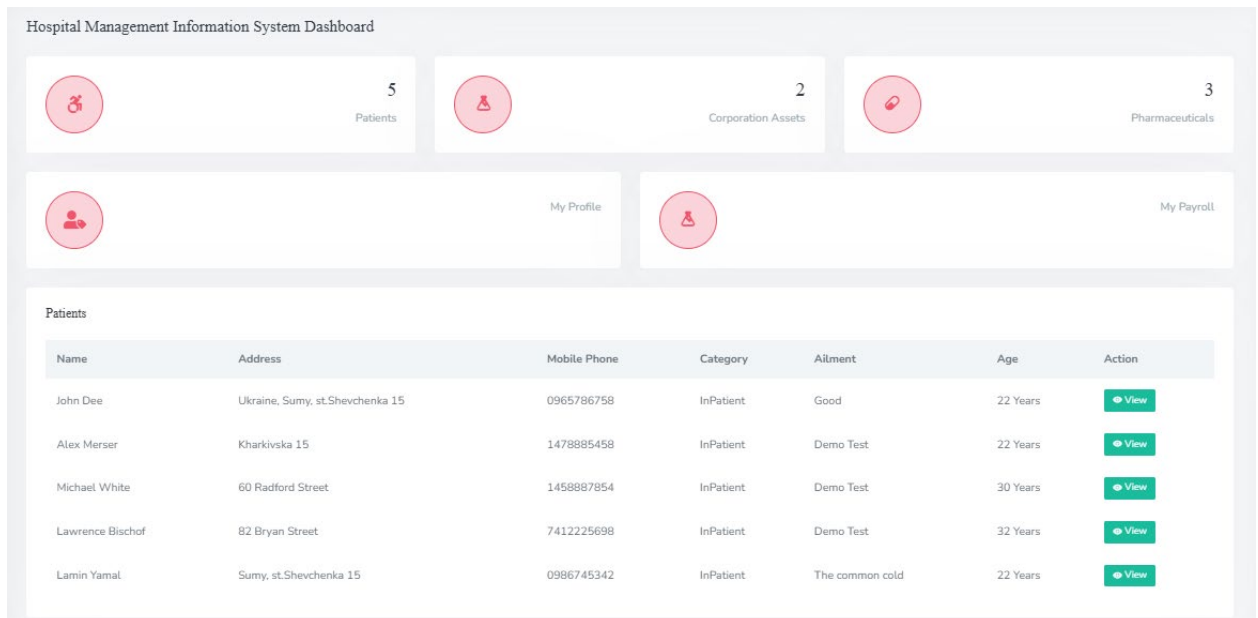 Hospital Management Information System Dashboard
5
Patients
2
Corporation Assets
3
Pharmaceuticals
My Profile
My Payroll
Patients
Name Address Mobile Phone Category Ailment Age Action
John Dee Ukraine, Sumy, st.Shevchenka 15 0965786758 InPatient Good 22 Years View
Alex Merser Kharkivska 15 1478885458 InPatient Demo Test 22 Years View
Michael White 60 Radford Street 1458887854 InPatient Demo Test 30 Years View
Lawrence Bischof 82 Bryan Street 7412225698 InPatient Demo Test 32 Years View
Lamin Yamal Sumy, st.Shevchenka 15 0986745342 InPatient The common cold 22 Years View